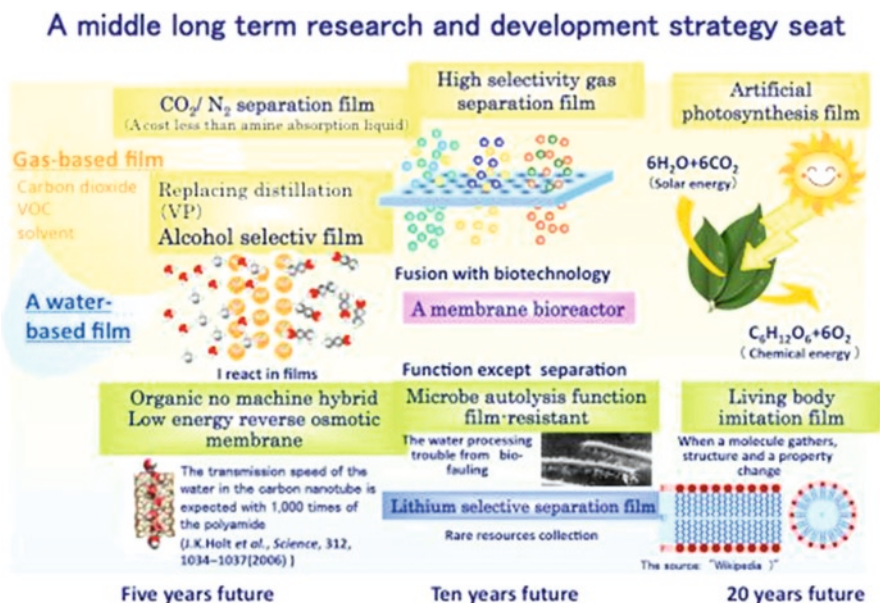 A middle long term research and development strategy seat
CO₂/ N₂ separation film
(A cost less than amine absorption liquid)
High selectivity gas
separation film
Artificial
photosynthesis film
Gas-based film
Carbon dioxide
VOC
solvent
Replacing distillation
(VP)
Alcohol selectiv film
6H₂O+6CO₂
(Solar energy)
Fusion with biotechnology
A membrane bioreactor
A water-
based film
C₆H₁₂O₆+6O₂
( Chemical energy )
I react in films
Function except separation
Organic no machine hybrid
Low energy reverse osmotic
membrane
Microbe autolysis function
film-resistant
Living body
imitation film
The transmission speed of the
water in the carbon nanotube is
expected with 1,000 times of
the polyamide
(J.K.Holt et al., Science, 312,
1034–1037[2006) ]
The water processing
trouble from bio-
fauling
When a molecule gathers,
structure and a property
change
Lithium selective separation film
Rare resources collection
The source: "Wikipedia )"
Five years future
Ten years future
20 years future